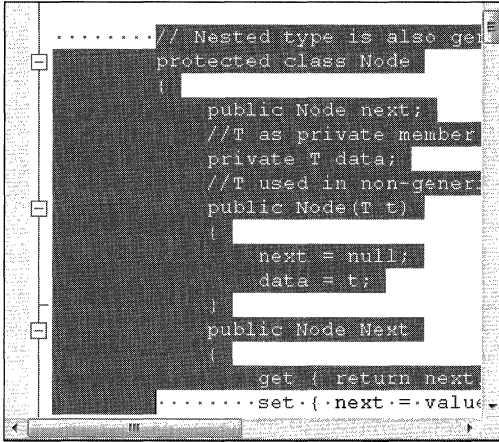 // Nested type is also gen
protected class Node
{
public Node next;
//T as private member
private T data;
//T used in non-generi
public Node(T t)
{
next = null;
data = t;
}
public Node Next
{
get { return next
set { next = value